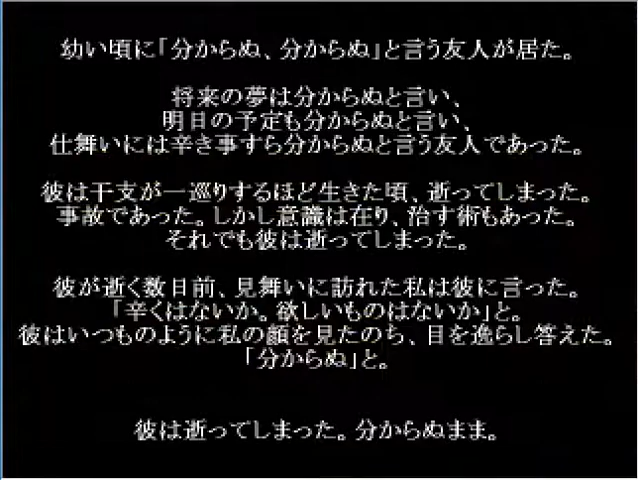 幼い頃に「分からぬ、分からぬ」と言う友人が居た。
将来の夢は分からぬと言い、
明日の予定も分からぬと言い、
仕舞いには辛き事すら分からぬと言う友人であった。
彼は干支が一巡りするほど生きた頃、逝ってしまった。
事故であった。しかし意識は在り、治す術もあった。
それでも彼は逝ってしまった。
彼が逝く数日前、見舞いに訪れた私は彼に言った。
「辛くはないか。欲しいものはないか」と。
彼はいつものように私の顔を見たのち、目を逸らし答えた。
「分からぬ」と。
彼は逝ってしまった。分からぬまま。